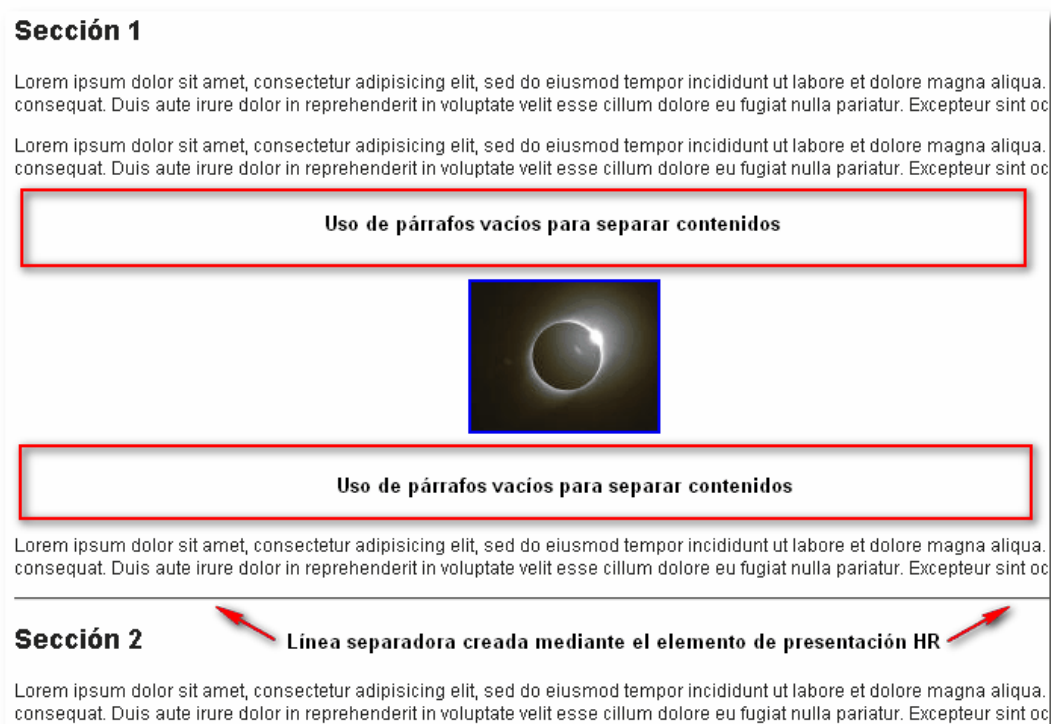 Sección 1
Lorem ipsum dolor sit amet, consectetur adipisicing elit, sed do eiusmod tempor incididunt ut labore et dolore magna aliqua.
consequat. Duis aute irure dolor in reprehenderit in voluptate velit esse cillum dolore eu fugiat nulla pariatur. Excepteur sint oc
Lorem ipsum dolor sit amet, consectetur adipisicing elit, sed do eiusmod tempor incididunt ut labore et dolore magna aliqua.
consequat. Duis aute irure dolor in reprehenderit in voluptate velit esse cillum dolore eu fugiat nulla pariatur. Excepteur sint oc
Uso de párrafos vacíos para separar contenidos
Uso de párrafos vacíos para separar contenidos
Lorem ipsum dolor sit amet, consectetur adipisicing elit, sed do eiusmod tempor incididunt ut labore et dolore magna aliqua.
consequat. Duis aute irure dolor in reprehenderit in voluptate velit esse cillum dolore eu fugiat nulla pariatur. Excepteur sint oc
Sección 2
Línea separadora creada mediante el elemento de presentación HR
Lorem ipsum dolor sit amet, consectetur adipisicing elit, sed do eiusmod tempor incididunt ut labore et dolore magna aliqua.
consequat. Duis aute irure dolor in reprehenderit in voluptate velit esse cillum dolore eu fugiat nulla pariatur. Excepteur sint oc